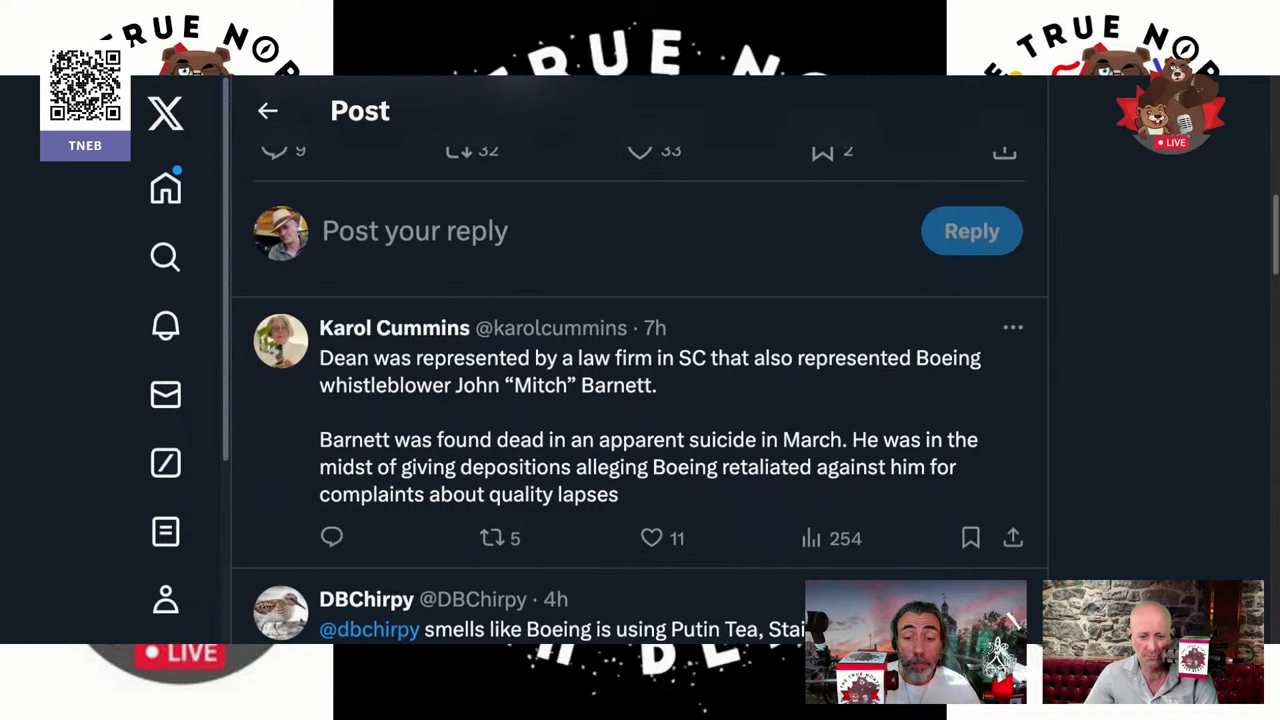 TRUE NOR
TRUE NO
TRUE NO
TNEB
LIVE
Post
9 32 33 2
Post your reply
Reply
Karol Cummins @karolcummins · 7h
Dean was represented by a law firm in SC that also represented Boeing
whistleblower John “Mitch” Barnett.
Barnett was found dead in an apparent suicide in March. He was in the
midst of giving depositions alleging Boeing retaliated against him for
complaints about quality lapses
5 11 254
DBChirpy @DBChirpy · 4h
@dbchirpy smells like Boeing is using Putin Tea, Stai
LIVE